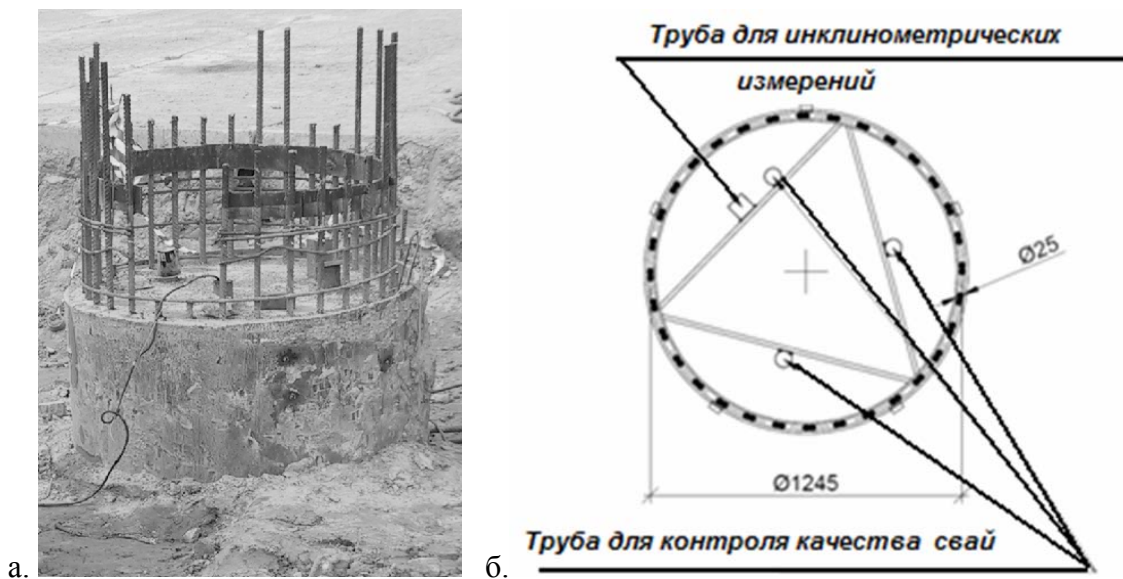 Труба для инклинометрических
измерений
Ø25
Ø1245
Труба для контроля качества свай
а.
б.